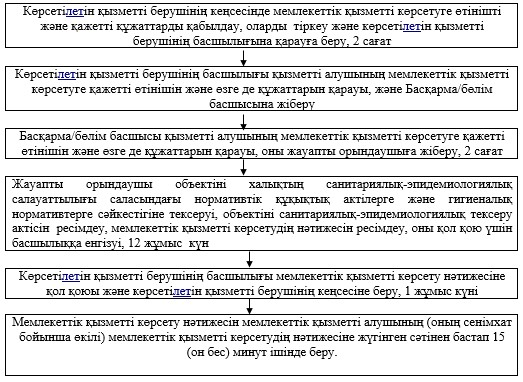 Көрсетілетін қызметті берушінің кеңсесінде мемлекеттік қызметті көрсетуге өтінішті
және қажетті құжаттарды қабылдау, оларды тіркеу және көрсетілетін қызметті
берушінің басшылығына қарауға беру, 2 сағат
Көрсетілетін қызметті берушінің басшылығы қызметті алушының мемлекеттік қызметті
көрсетуге қажетті өтінішін және өзге де құжаттарын қарауы, және Басқарма/бөлім
басшысына жіберу
Басқарма/бөлім басшысы қызметті алушының мемлекеттік қызметті көрсетуге қажетті
өтінішін және өзге де құжаттарын қарауы, оны жауапты орындаушыға жіберу, 2 сағат
Жауапты орындаушы объектіні халықтың санитариялық-эпидемиологиялық
салауаттылығы саласындағы нормативтік құқықтық актілерге және гигиеналық
нормативтерге сәйкестігіне тексеруі, объектіні санитариялық-эпидемиологиялық тексеру
актісін ресімдеу, мемлекеттік қызметті көрсетудің нәтижесін ресімдеу, оны қол қою үшін
басшылыққа енгізуі, 12 жұмыс күн
Көрсетілетін қызметті берушінің басшылығы мемлекеттік қызметті көрсету нәтижесіне
қол қоюы және көрсетілетін қызметті берушінің кеңсесіне беру, 1 жұмыс күні
Мемлекеттік қызметті көрсету нәтижесін мемлекеттік қызметті алушының (оның сенімхат
бойынша өкілі) мемлекеттік қызметті көрсетудің нәтижесіне жүгінген сәтінен бастап 15
(он бес) минут ішінде беру.